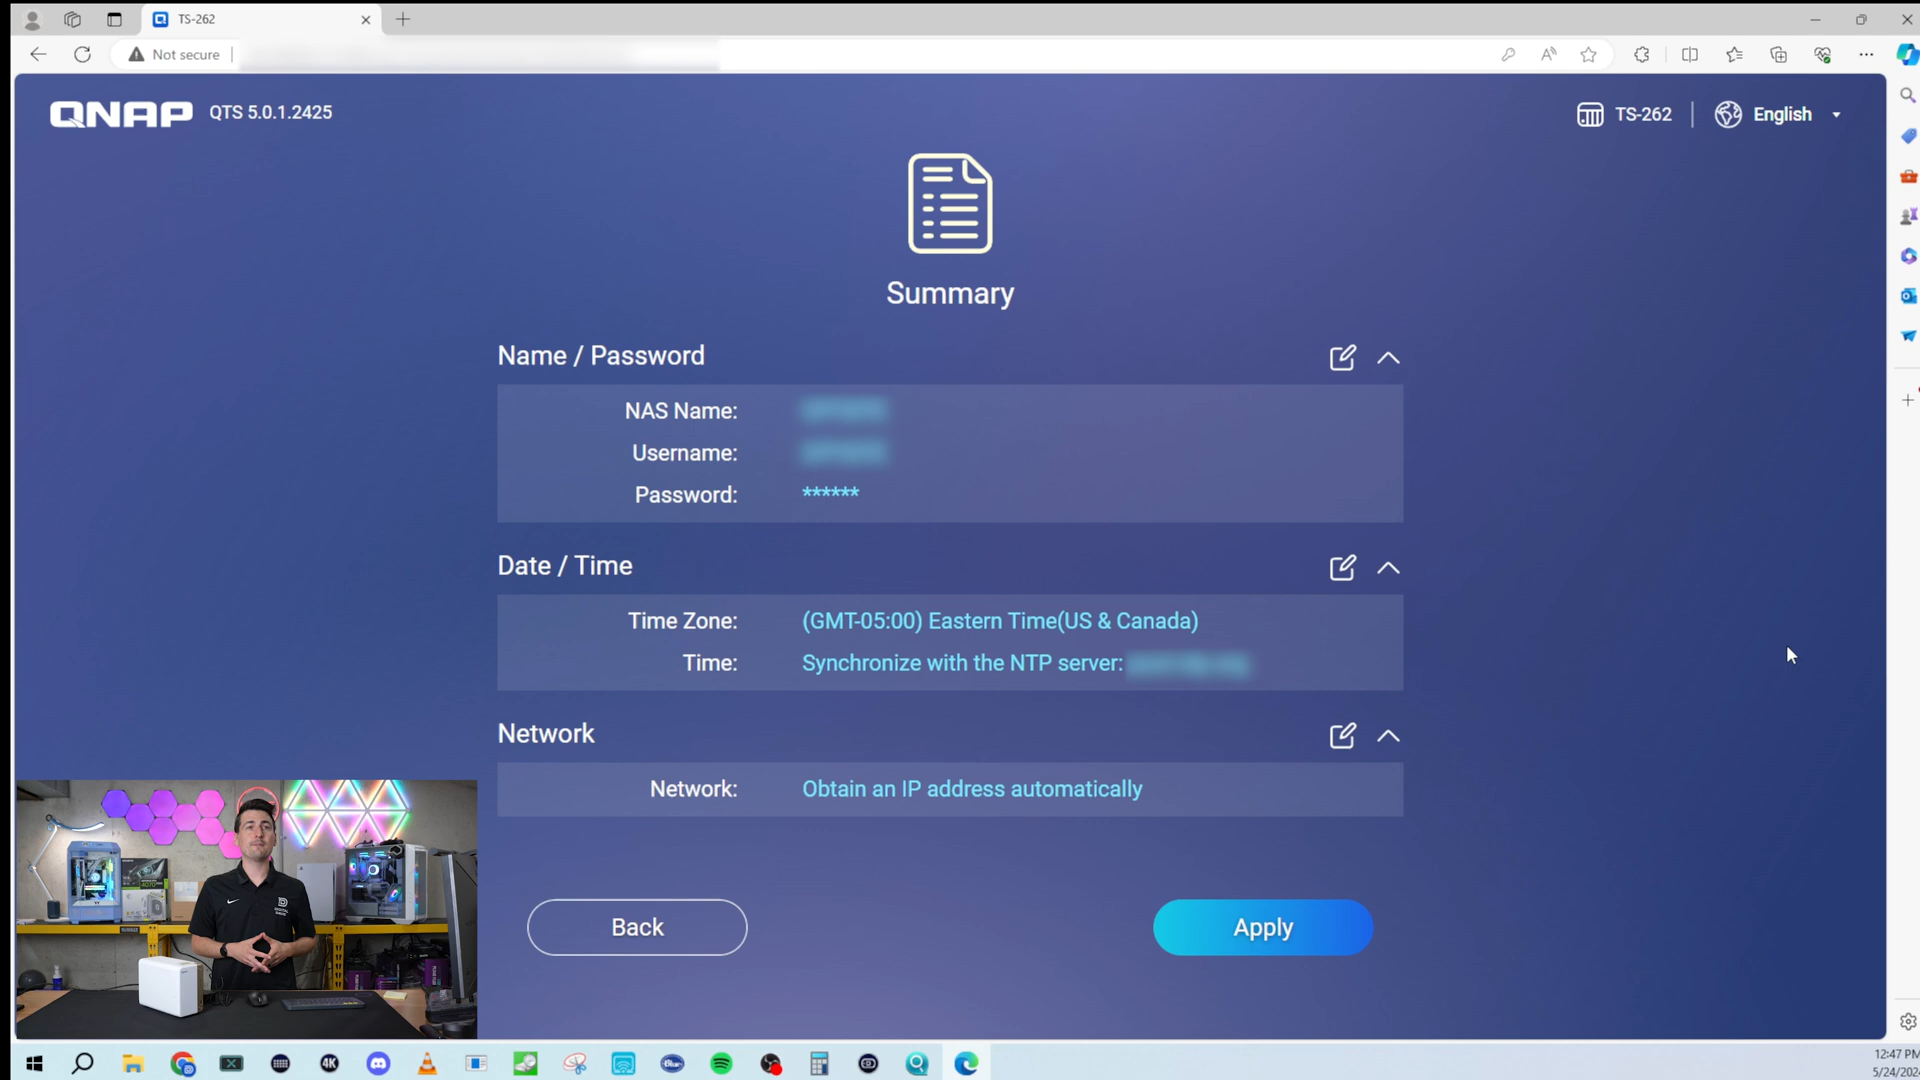 TS-262
Not secure
QNAP QTS 5.0.1.2425
TS-262 | English
Summary
Name / Password
NAS Name:
Username:
Password: ******
Date / Time
Time Zone: (GMT-05:00) Eastern Time(US & Canada)
Time: Synchronize with the NTP server:
Network
Network: Obtain an IP address automatically
Back
Apply
4K
12:47 PM